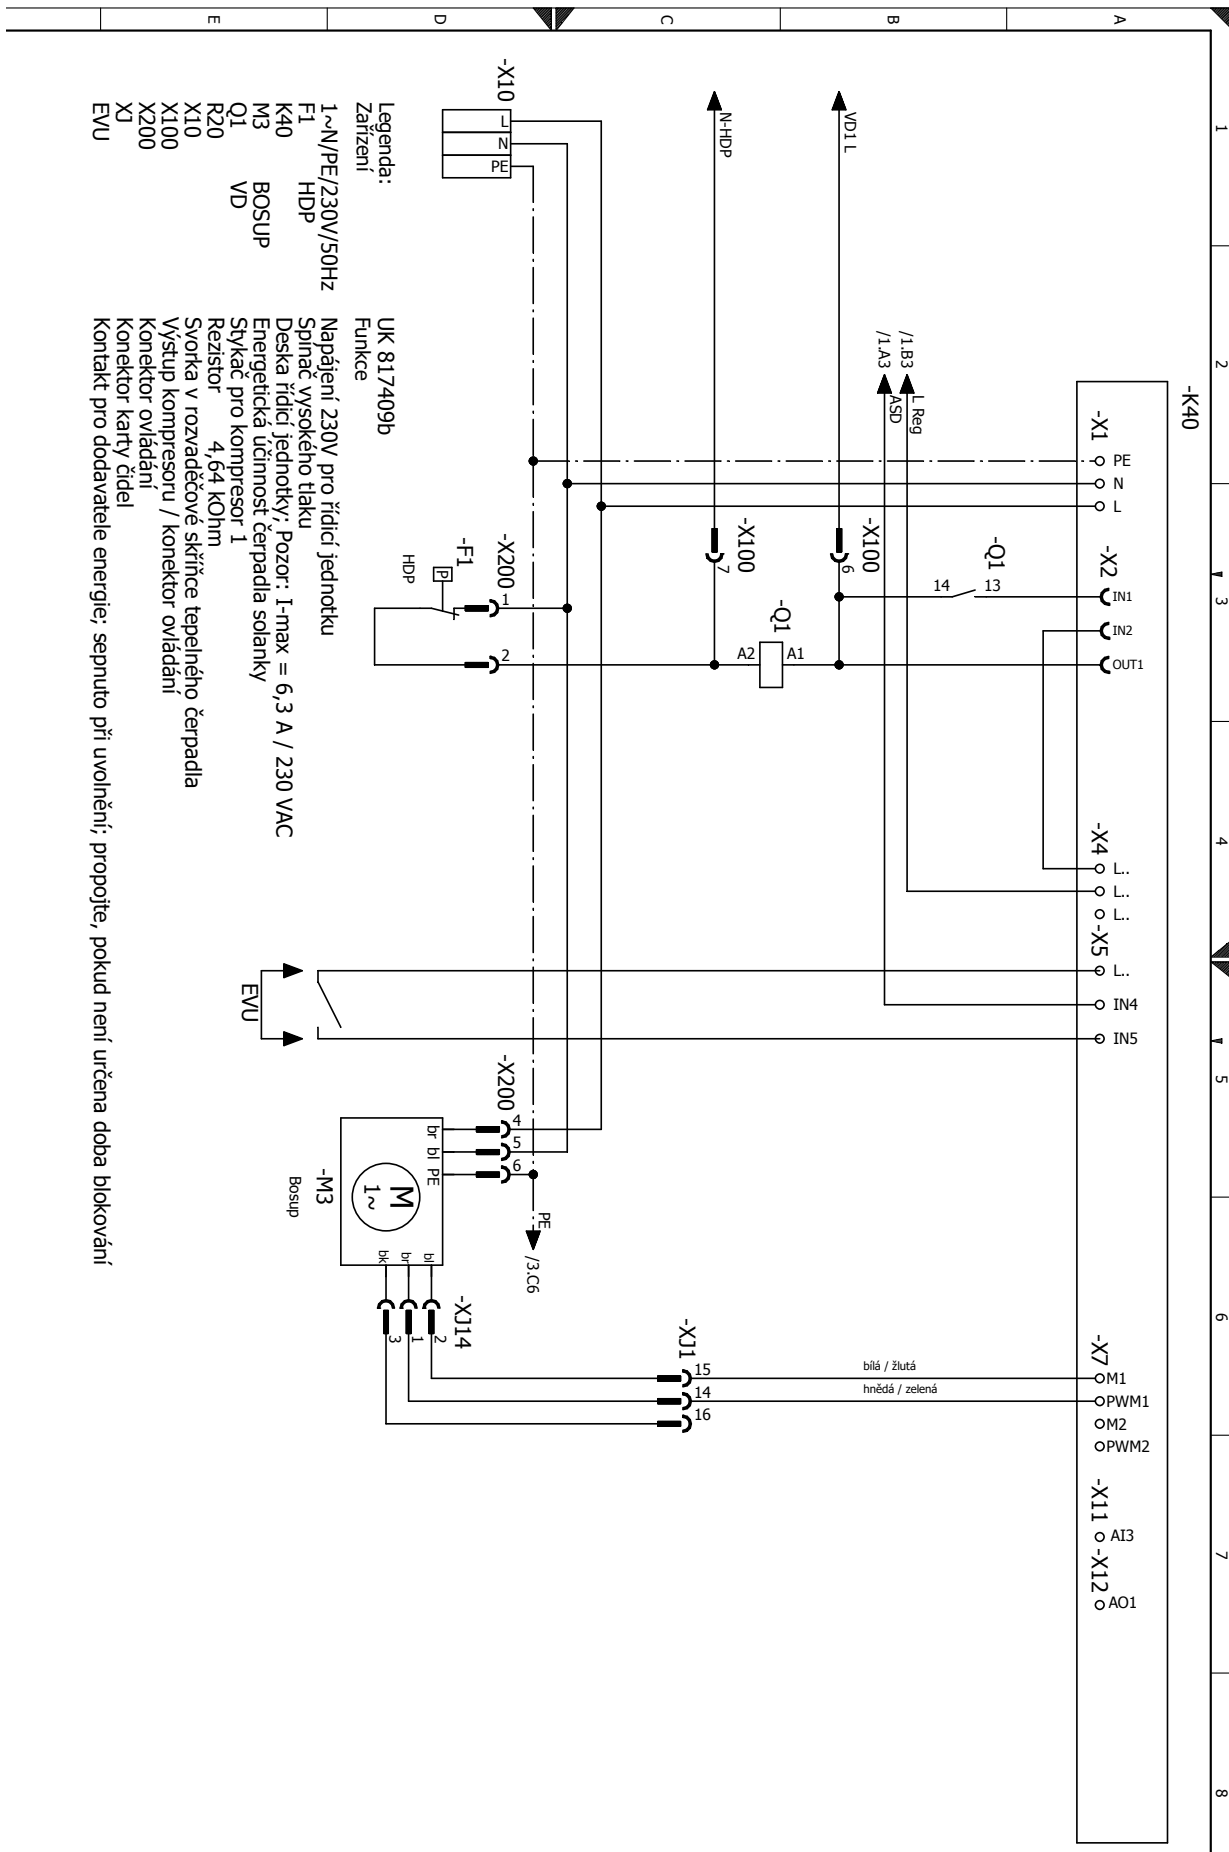 A
B
C
D
E
1
2
3
4
5
6
7
8
-K40
-X1
PE
N
L
-X2
IN1
IN2
OUT1
-X4
L..
L..
L..
-X5
L..
IN4
IN5
-X7
M1
PWM1
M2
PWM2
-X11
AI3
-X12
AO1
/1.B3
L Reg
/1.A3
ASD
VD1 L
N-HDP
-X100
6
-X100
7
-Q1
14
13
-Q1
A2
A1
-X10
L
N
PE
-X200
1
2
-F1
P
HDP
EVU
-X200
4
5
6
br
bl
PE
M
1~
-M3
Bosup
bk
br
bl
PE
/3.C6
-XJ14
3
1
2
-XJ1
15
14
16
bílá / žlutá
hnědá / zelená
Legenda: UK 817409b
Zařízení Funkce
1~N/PE/230V/50Hz Napájení 230V pro řídicí jednotku
F1 HDP Spínač vysokého tlaku
K40 Deska řídicí jednotky; Pozor: I-max = 6,3 A / 230 VAC
M3 BOSUP Energetická účinnost čerpadla solanky
Q1 VD Stykač pro kompresor 1
R20 Rezistor 4,64 kOhm
X10 Svorka v rozvaděčové skříňce tepelného čerpadla
X100 Výstup kompresoru / konektor ovládání
X200 Konektor ovládání
XJ Konektor karty čidel
EVU Kontakt pro dodavatele energie; sepnuto při uvolnění; propojte, pokud není určena doba blokování